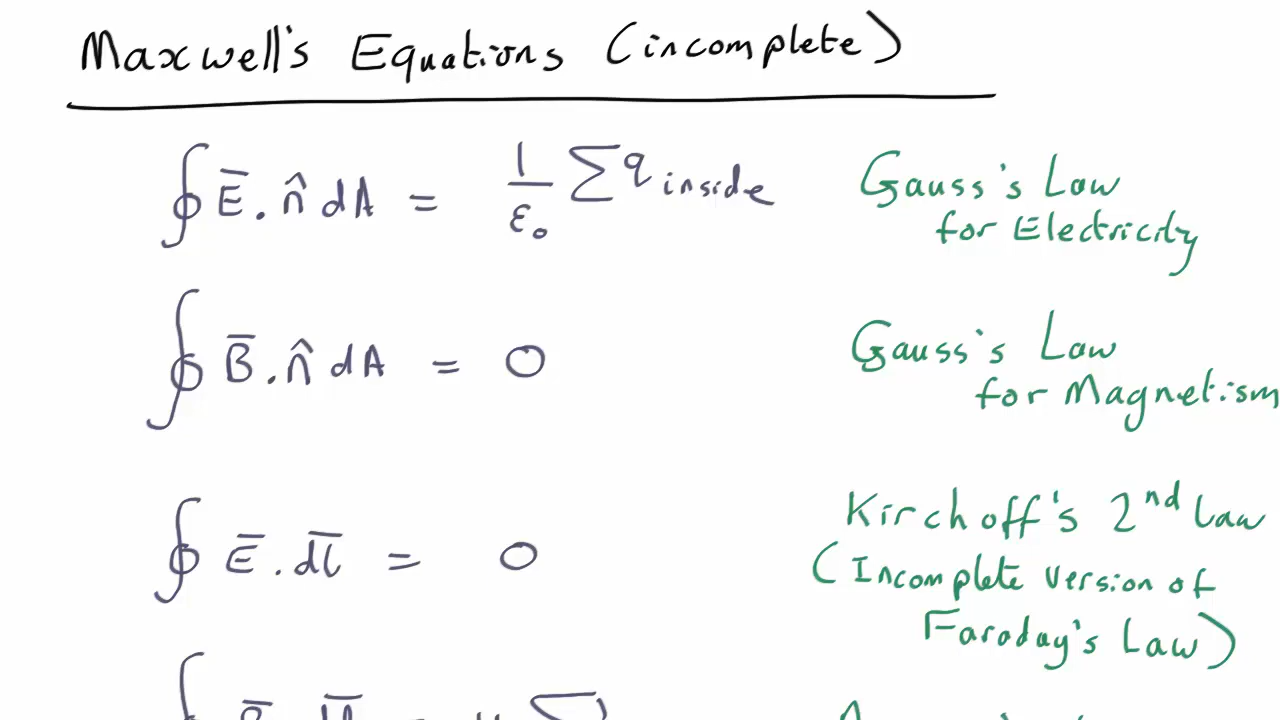 Maxwell's Equations (incomplete)
∮ E̅ . n̂ dA = 1/ε₀ Σ q inside
Gauss's Law
for Electricity
∮ B̅ . n̂ dA = 0
Gauss's Law
for Magnetism
∮ E̅ . dl̅ = 0
Kirchoff's 2nd Law
(Incomplete version of
Faraday's Law)